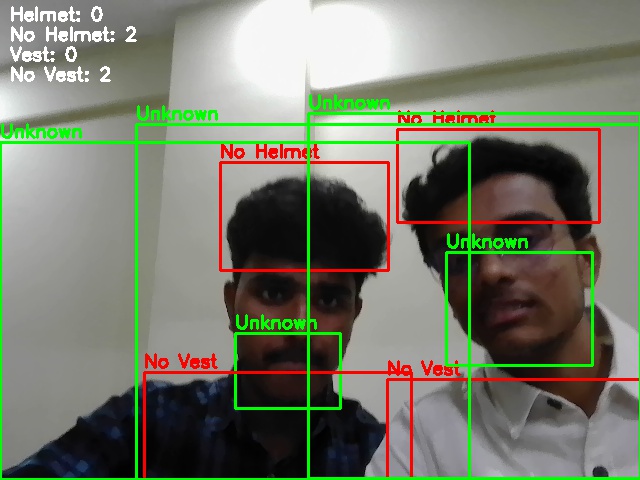 Helmet: 0
No Helmet: 2
Vest: 0
No Vest: 2
Unknown
Unknown
Unknown
No Helmet
No Helmet
Unknown
Unknown
No Vest
No Vest